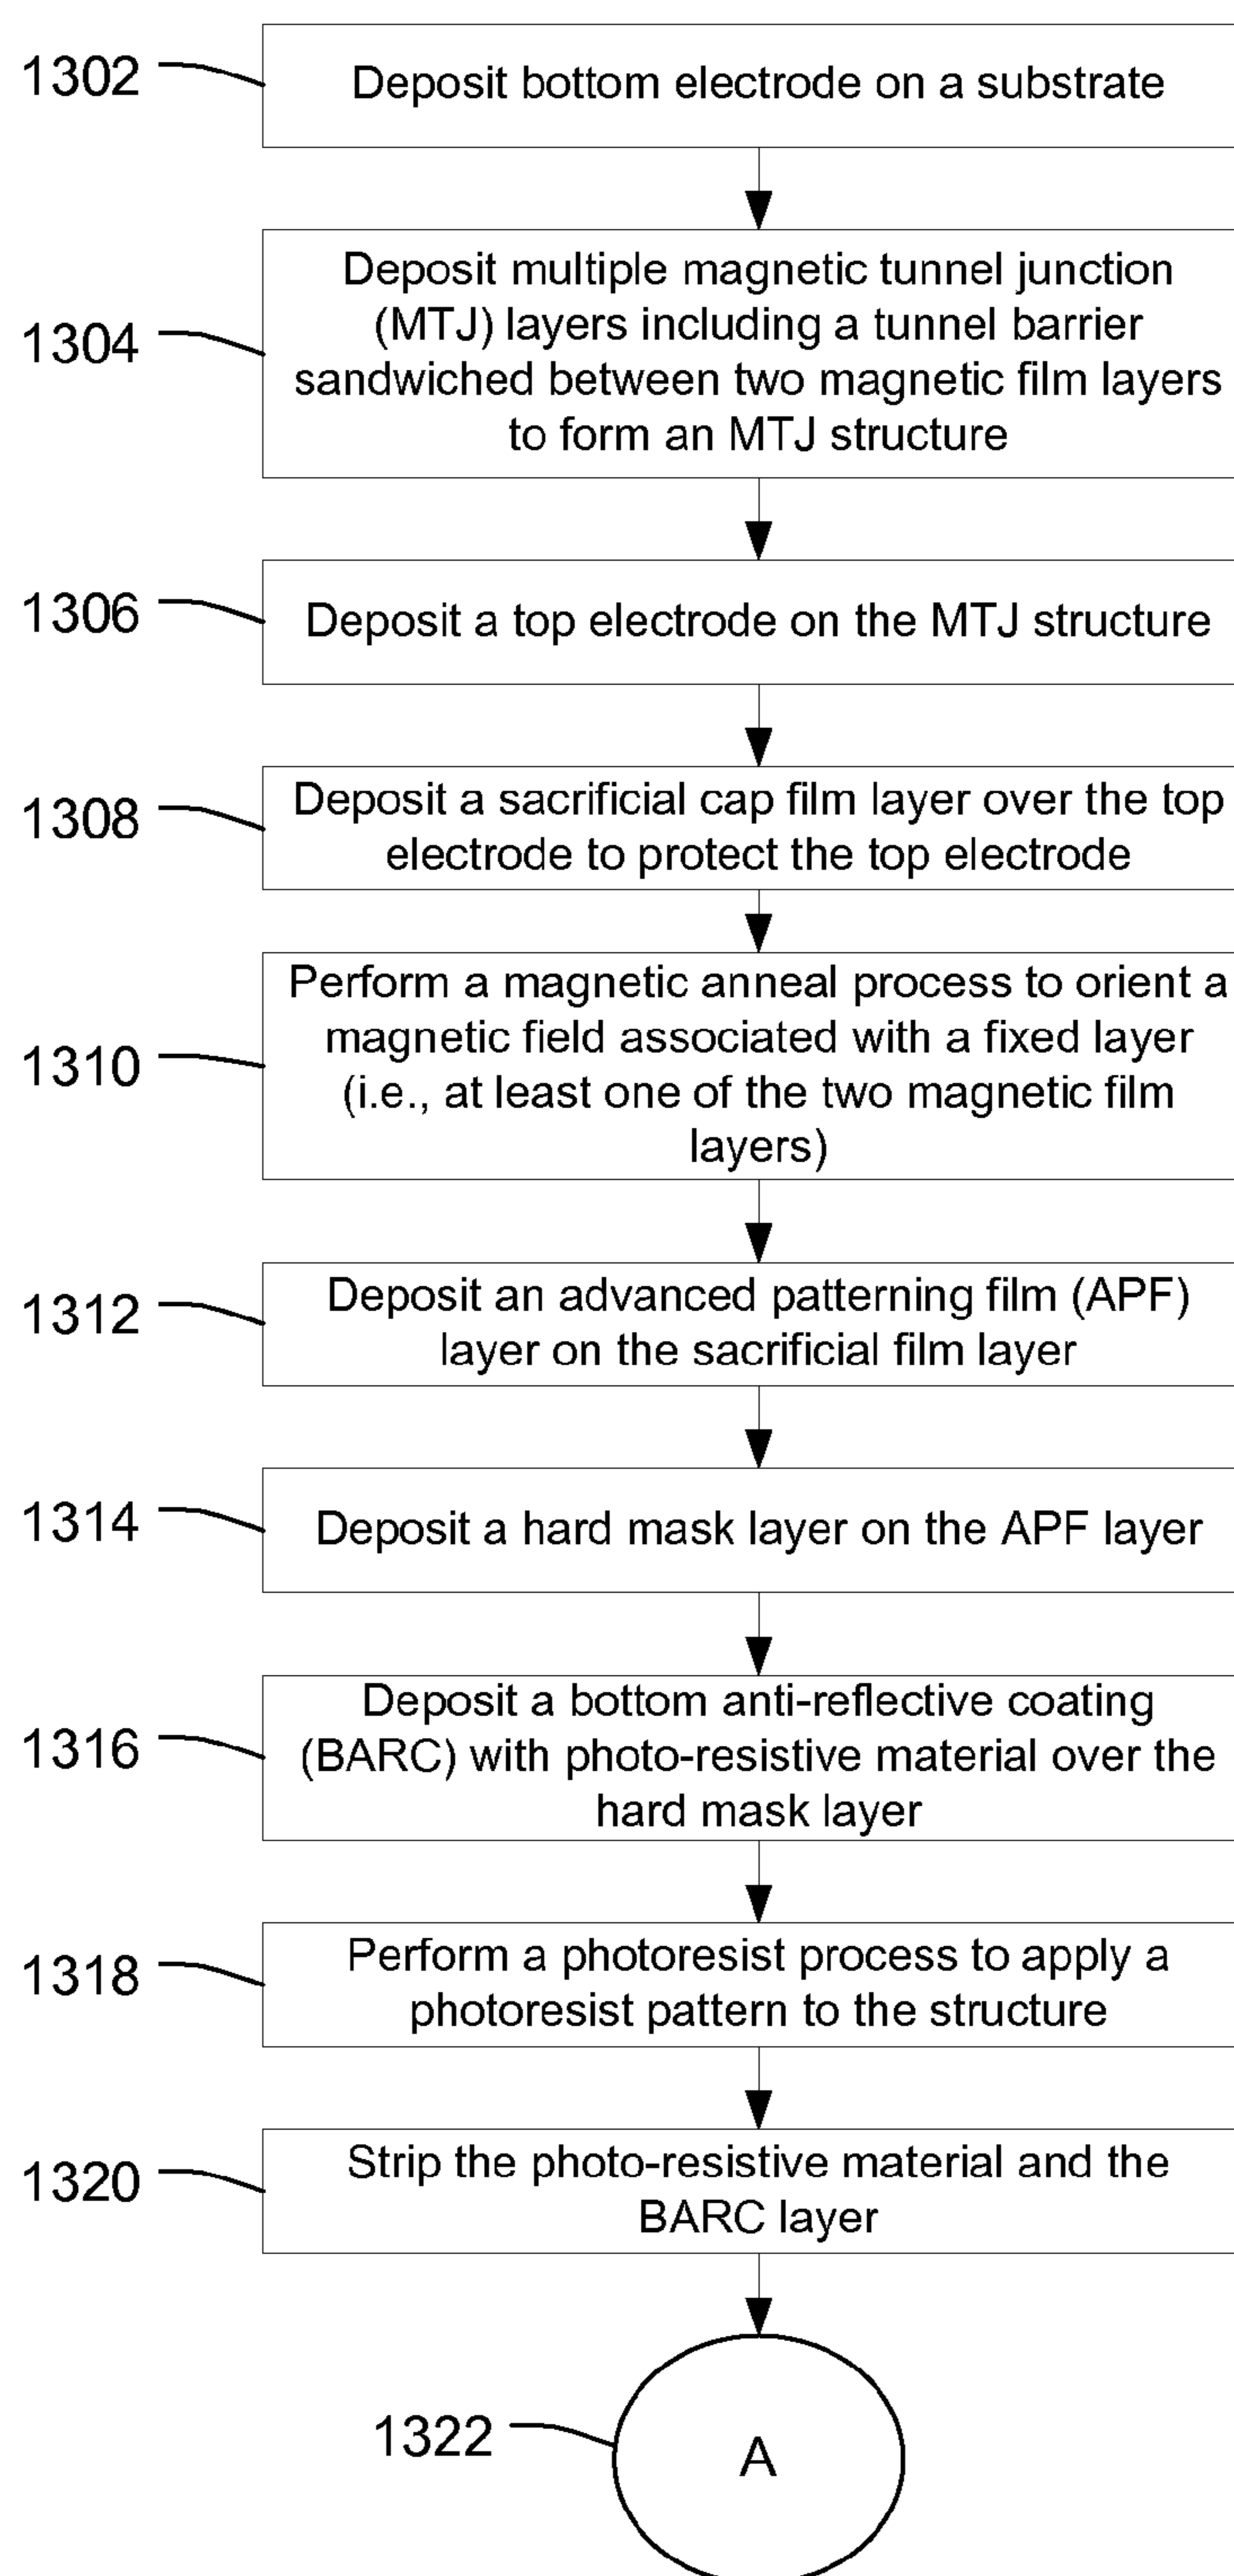 1302
Deposit bottom electrode on a substrate
1304
Deposit multiple magnetic tunnel junction
(MTJ) layers including a tunnel barrier
sandwiched between two magnetic film layers
to form an MTJ structure
1306
Deposit a top electrode on the MTJ structure
1308
Deposit a sacrificial cap film layer over the top
electrode to protect the top electrode
1310
Perform a magnetic anneal process to orient a
magnetic field associated with a fixed layer
(i.e., at least one of the two magnetic film
layers)
1312
Deposit an advanced patterning film (APF)
layer on the sacrificial film layer
1314
Deposit a hard mask layer on the APF layer
1316
Deposit a bottom anti-reflective coating
(BARC) with photo-resistive material over the
hard mask layer
1318
Perform a photoresist process to apply a
photoresist pattern to the structure
1320
Strip the photo-resistive material and the
BARC layer
1322
A